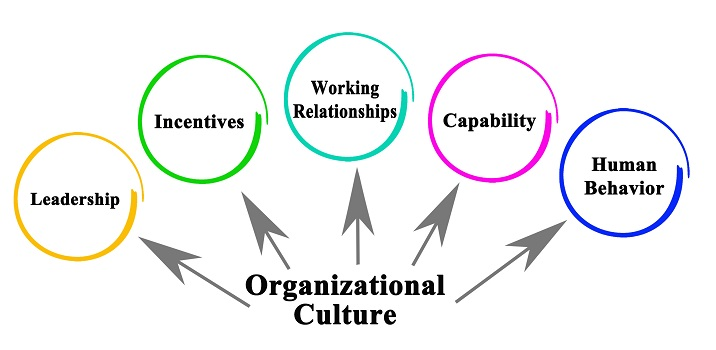 Leadership
Incentives
Working
Relationships
Capability
Human
Behavior
Organizational
Culture